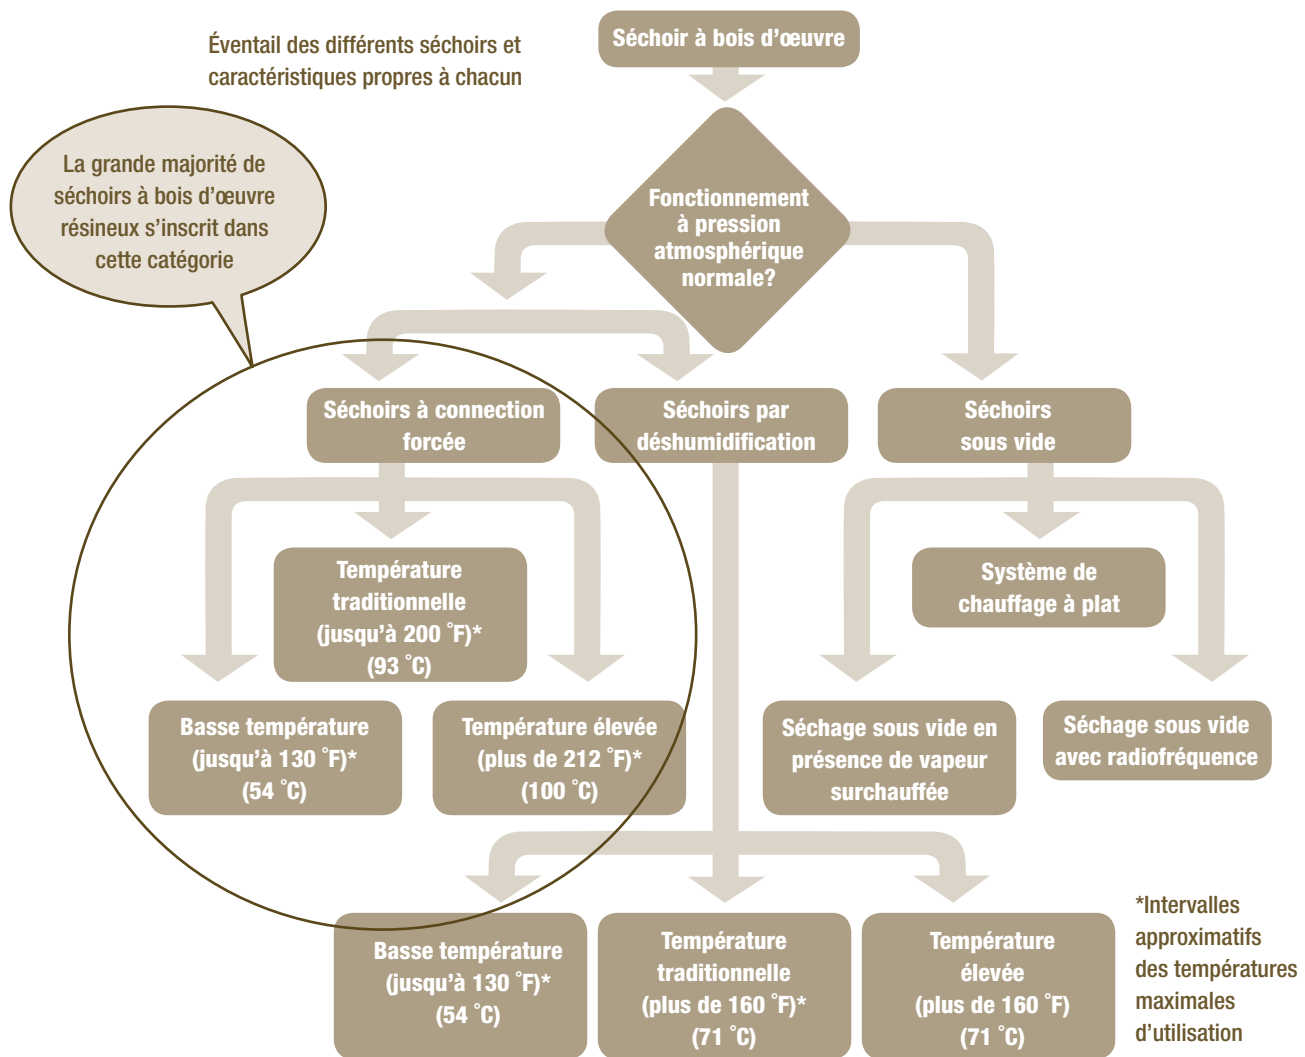 Séchoir à bois d’œuvre
Éventail des différents séchoirs et
caractéristiques propres à chacun
La grande majorité de
séchoirs à bois d’œuvre
résineux s’inscrit dans
cette catégorie
Fonctionnement
à pression
atmosphérique
normale?
Séchoirs à connection
forcée
Séchoirs par
déshumidification
Séchoirs
sous vide
Température
traditionnelle
(jusqu’à 200 ˚F)*
(93 ˚C)
Système de
chauffage à plat
Basse température
(jusqu’à 130 ˚F)*
(54 ˚C)
Température élevée
(plus de 212 ˚F)*
(100 ˚C)
Séchage sous vide en
présence de vapeur
surchauffée
Séchage sous vide
avec radiofréquence
Basse température
(jusqu’à 130 ˚F)*
(54 ˚C)
Température
traditionnelle
(plus de 160 ˚F)*
(71 ˚C)
Température
élevée
(plus de 160 ˚F)
(71 ˚C)
*Intervalles
approximatifs
des températures
maximales
d’utilisation